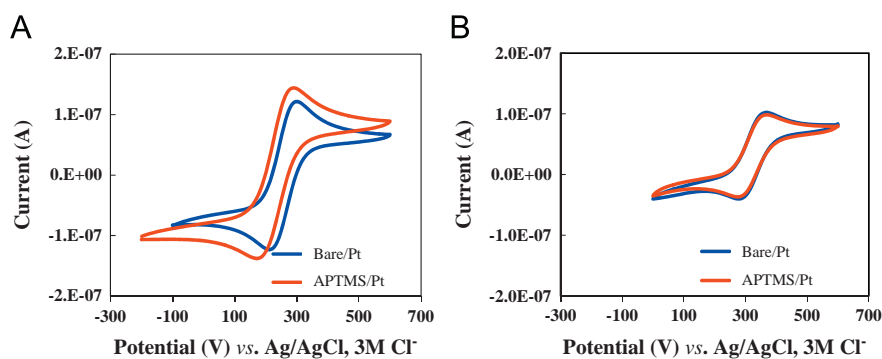 A
2.E-07
1.E-07
0.E+00
-1.E-07
-2.E-07
Current (A)
Bare/Pt
APTMS/Pt
-300 -100 100 300 500 700
Potential (V) vs. Ag/AgCl, 3M Cl-
B
2.0E-07
1.0E-07
0.0E+00
-1.0E-07
-2.0E-07
Current (A)
Bare/Pt
APTMS/Pt
-300 -100 100 300 500 700
Potential (V) vs. Ag/AgCl, 3M Cl-